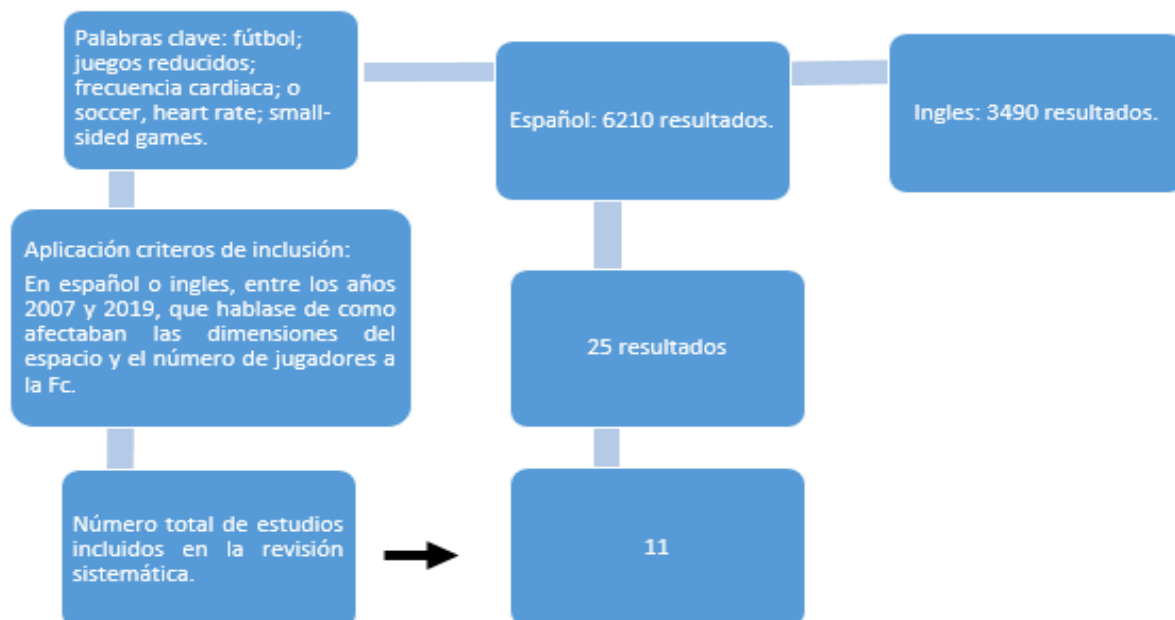 Palabras clave: fútbol;
juegos reducidos;
frecuencia cardiaca; o
soccer, heart rate; small-
sided games.
Español: 6210 resultados.
Ingles: 3490 resultados.
Aplicación criteros de inclusión:
En español o ingles, entre los años
2007 y 2019, que hablase de como
afectaban las dimensiones del
espacio y el número de jugadores a
la Fc.
25 resultados
Número total de estudios
incluidos en la revisión
sistemática.
11